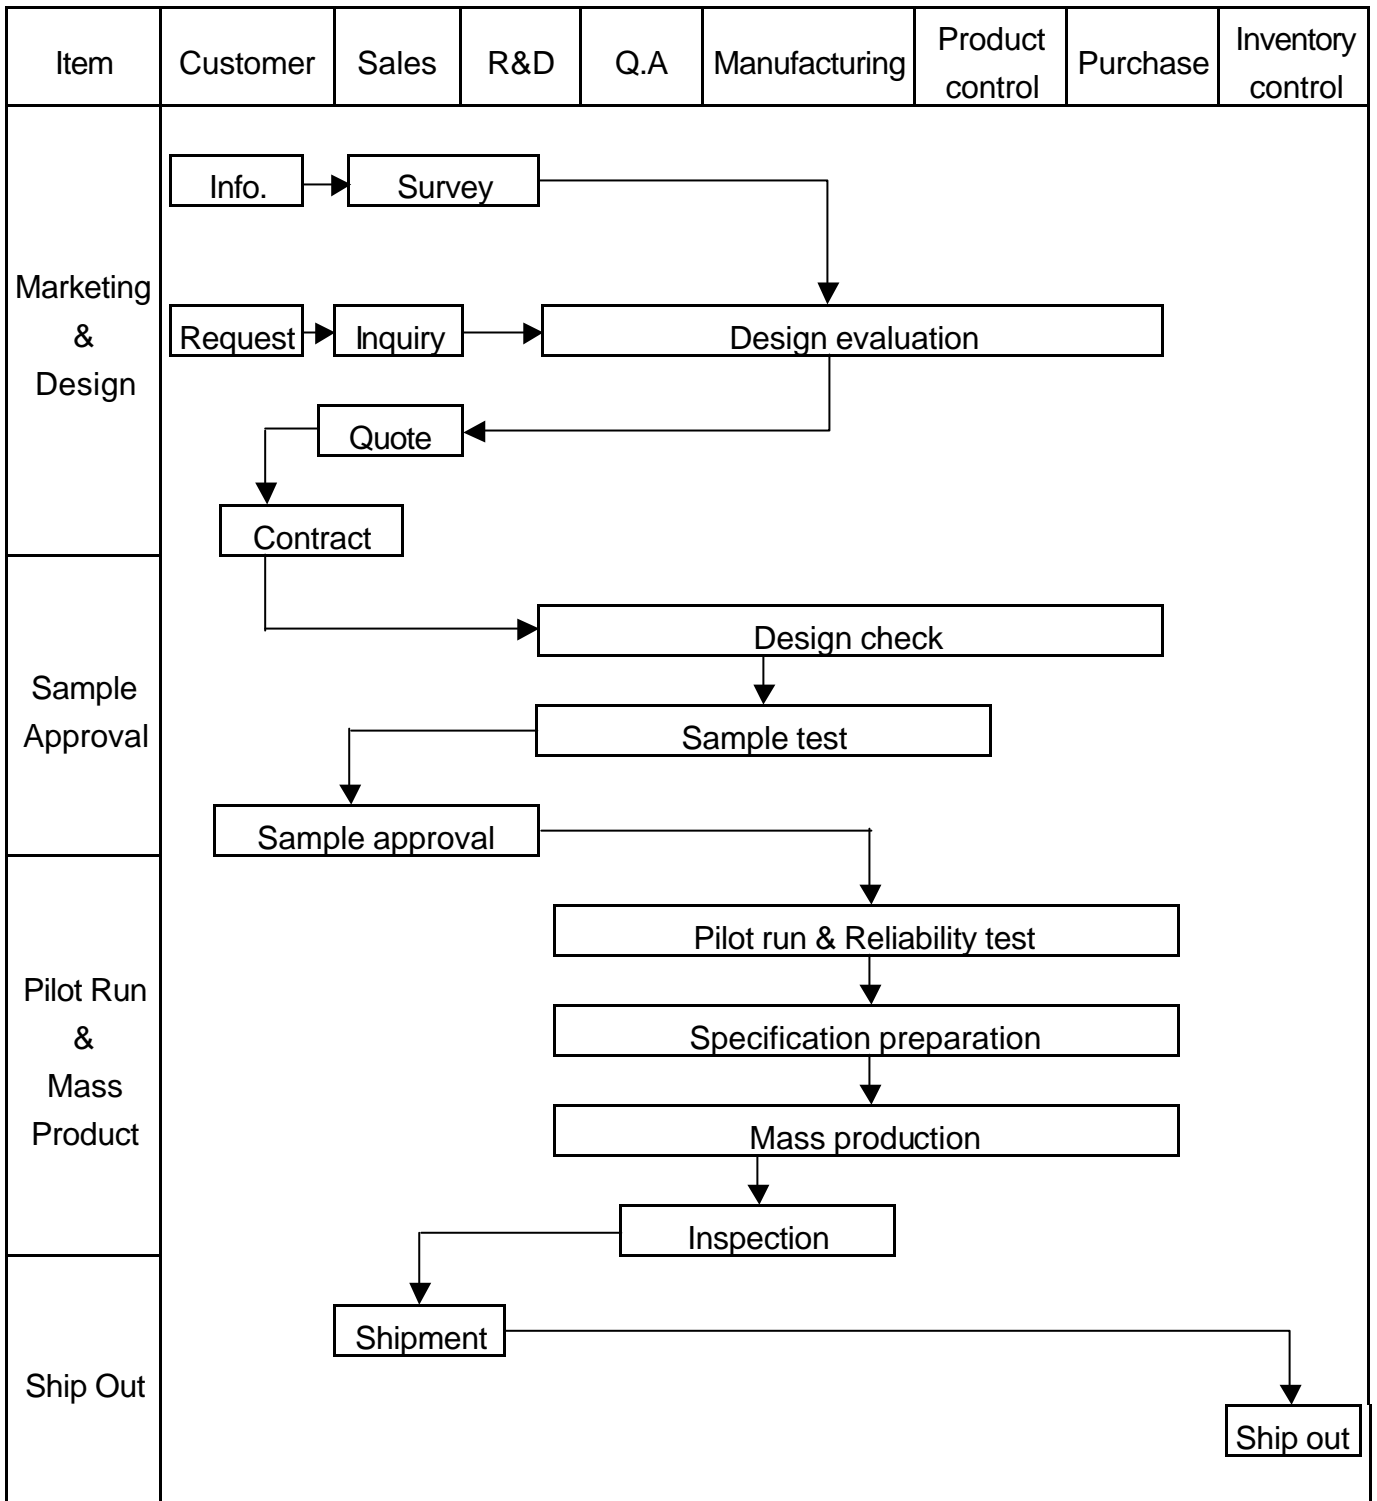 Item
Customer
Sales
R&D
Q.A
Manufacturing
Product
control
Purchase
Inventory
control
Marketing
&
Design
Info.
Survey
Request
Inquiry
Design evaluation
Quote
Contract
Sample
Approval
Design check
Sample test
Sample approval
Pilot Run
&
Mass
Product
Pilot run & Reliability test
Specification preparation
Mass production
Inspection
Ship Out
Shipment
Ship out